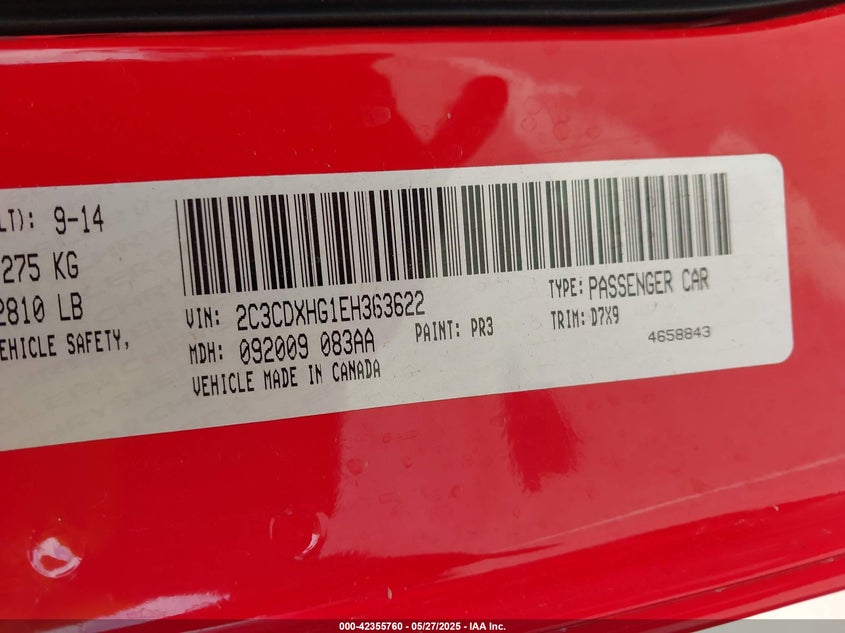 LT): 9-14
275 KG
2810 LB
EHICLE SAFETY,
VIN: 2C3CDXHG1EH363622
TYPE: PASSENGER CAR
MDH: 092009 083AA
PAINT: PR3
TRIM: D7X9
VEHICLE MADE IN CANADA
4658843
000-42355760 - 05/27/2025 - IAA Inc.